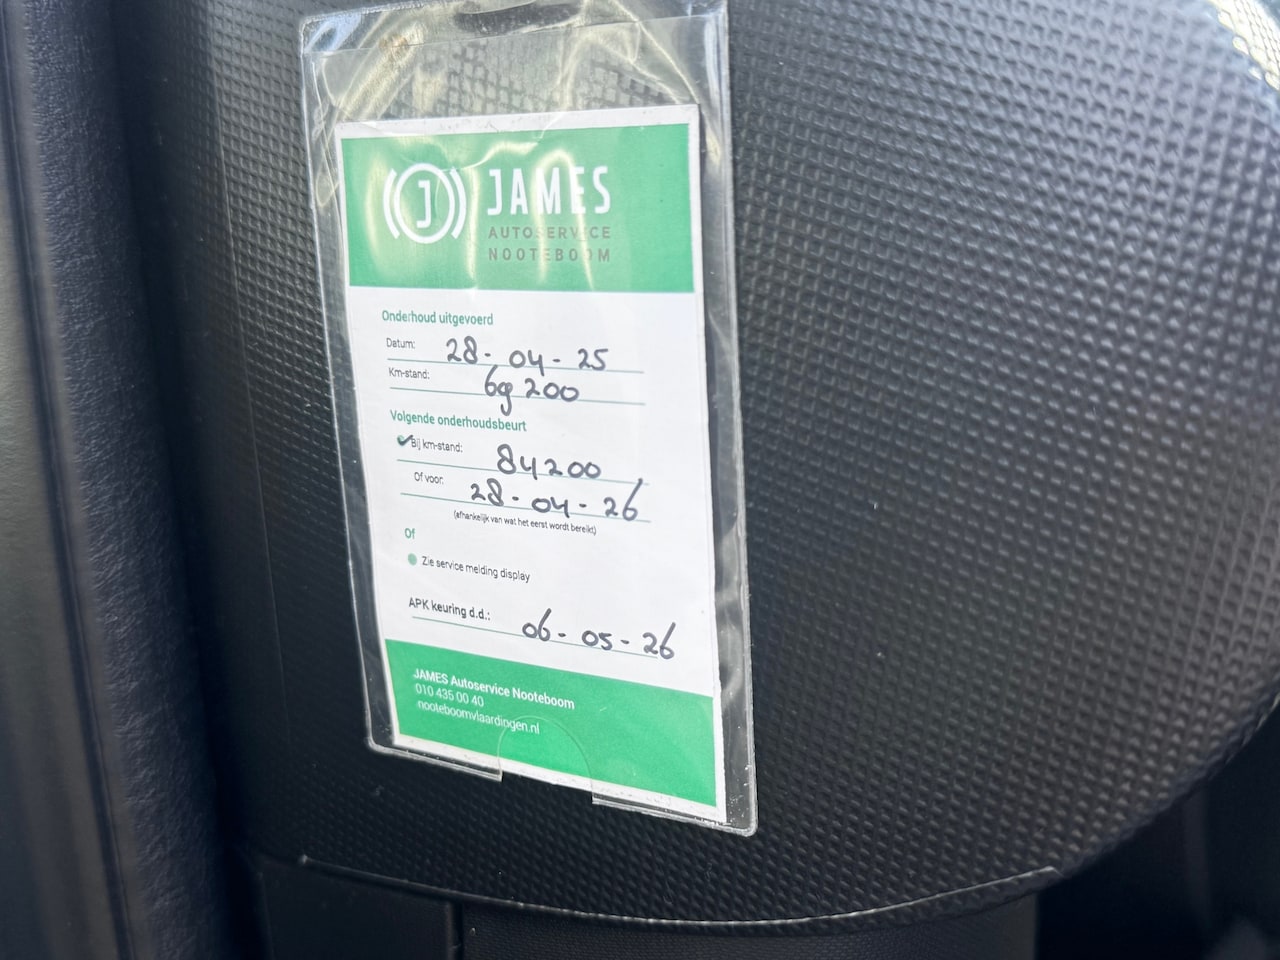 J JAMES
AUTOSERVICE
NOOTEBOOM
Onderhoud uitgevoerd
Datum: 28-04-25
Km-stand: 69200
Volgende onderhoudsbeurt
Bij km-stand: 84200
Of voor: 28-04-26
(afhankelijk van wat het eerst wordt bereikt)
Of
Zie service melding display
APK keuring d.d.: 06-05-26
JAMES Autoservice Nooteboom
010 435 00 40
nooteboomvlaardingen.nl